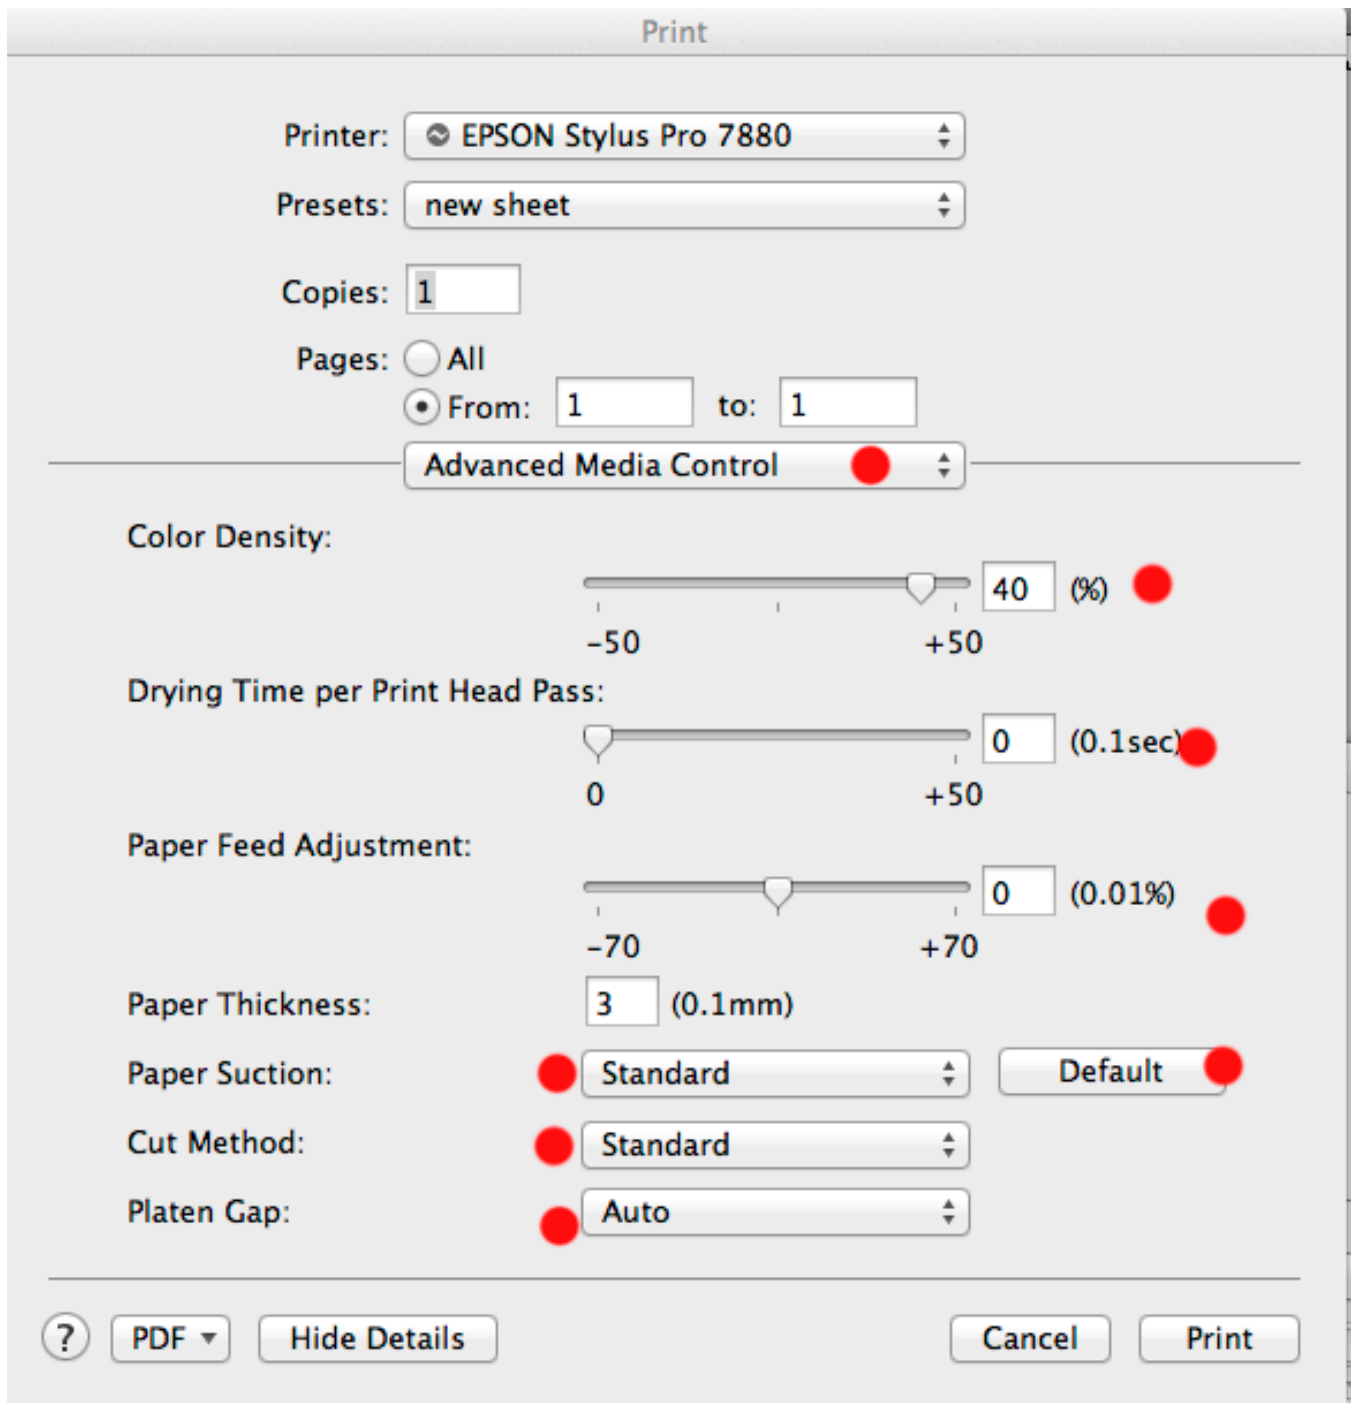 Print
Printer: EPSON Stylus Pro 7880
Presets: new sheet
Copies: 1
Pages: All
From: 1 to: 1
Advanced Media Control
Color Density:
40 (%)
-50 +50
Drying Time per Print Head Pass:
0 (0.1sec)
0 +50
Paper Feed Adjustment:
0 (0.01%)
-70 +70
Paper Thickness: 3 (0.1mm)
Paper Suction: Standard Default
Cut Method: Standard
Platen Gap: Auto
? PDF Hide Details Cancel Print